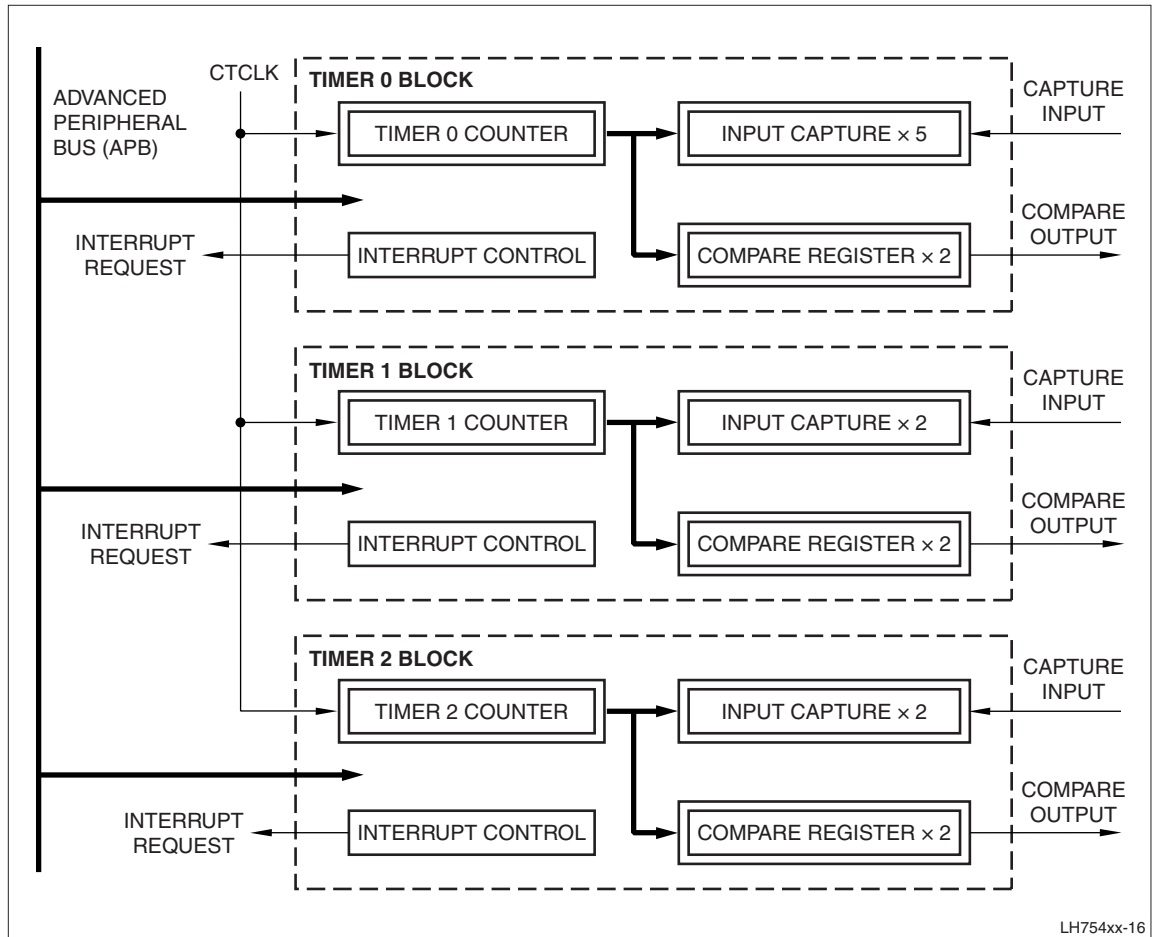 CTCLK
ADVANCED
PERIPHERAL
BUS (APB)
TIMER 0 BLOCK
TIMER 0 COUNTER
INPUT CAPTURE × 5
CAPTURE
INPUT
INTERRUPT
REQUEST
INTERRUPT CONTROL
COMPARE REGISTER × 2
COMPARE
OUTPUT
TIMER 1 BLOCK
TIMER 1 COUNTER
INPUT CAPTURE × 2
CAPTURE
INPUT
INTERRUPT
REQUEST
INTERRUPT CONTROL
COMPARE REGISTER × 2
COMPARE
OUTPUT
TIMER 2 BLOCK
TIMER 2 COUNTER
INPUT CAPTURE × 2
CAPTURE
INPUT
INTERRUPT
REQUEST
INTERRUPT CONTROL
COMPARE REGISTER × 2
COMPARE
OUTPUT
LH754xx-16